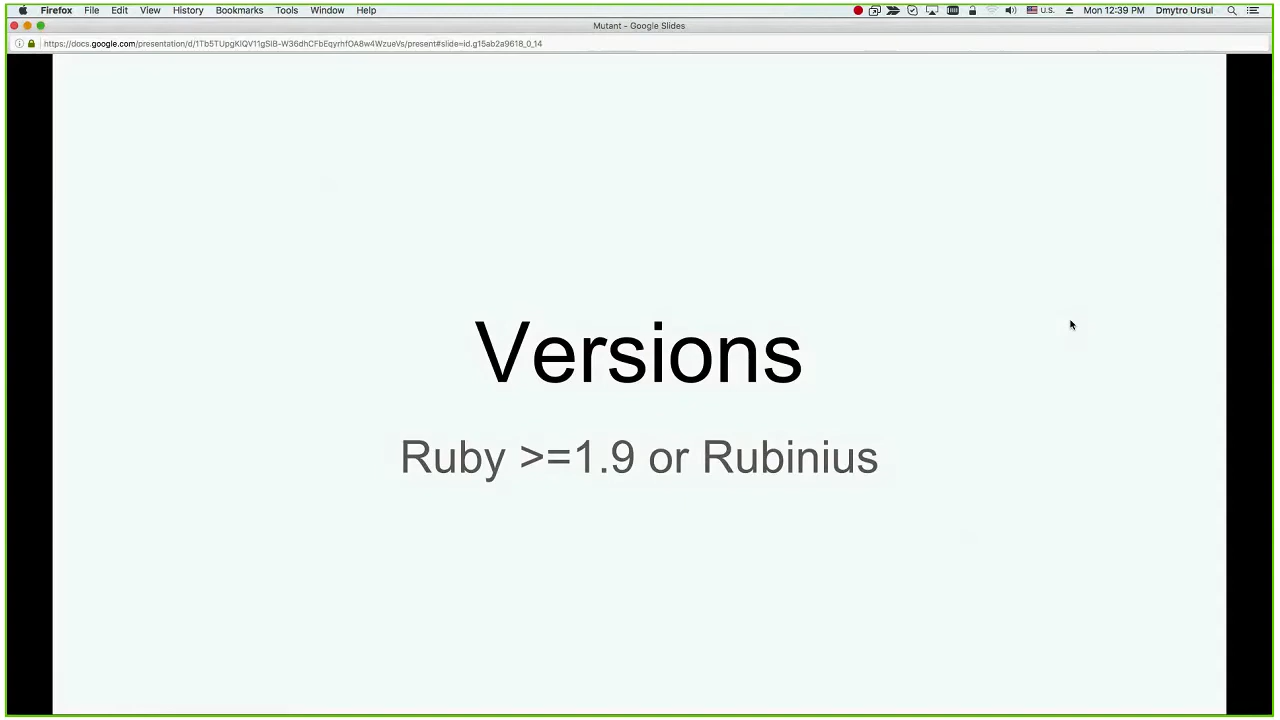 Firefox File Edit View History Bookmarks Tools Window Help U.S. Mon 12:39 PM Dmytro Ursul
Mutant - Google Slides
Versions
Ruby >=1.9 or Rubinius